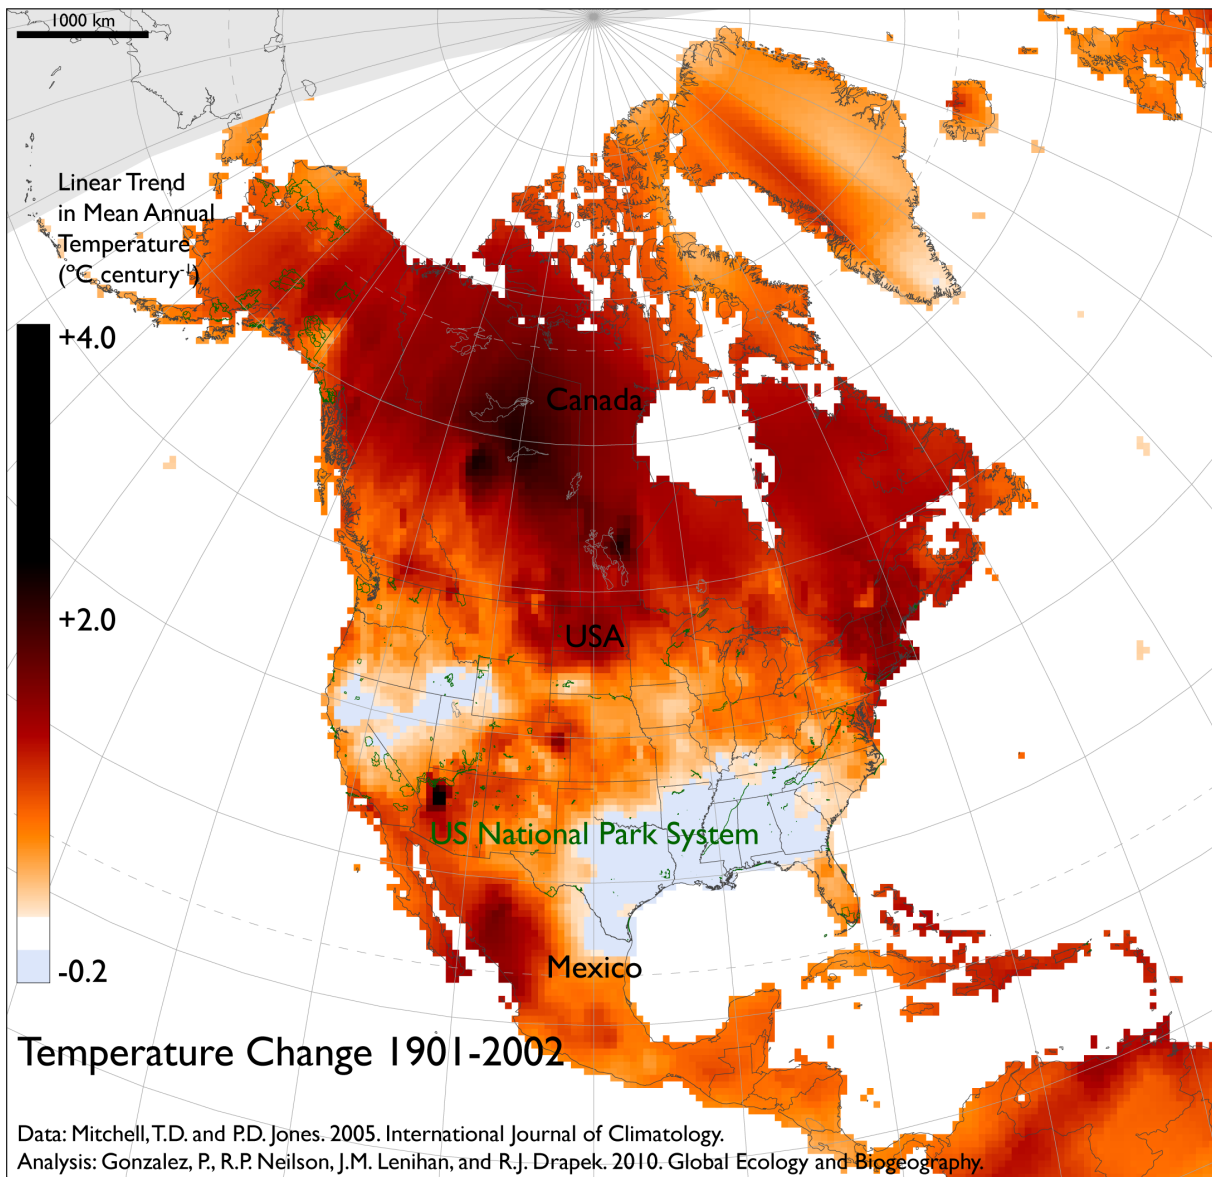 1000 km
Linear Trend
in Mean Annual
Temperature
(°C century⁻¹)
+4.0
+2.0
-0.2
Canada
USA
US National Park System
Mexico
Temperature Change 1901-2002
Data: Mitchell, T.D. and P.D. Jones. 2005. International Journal of Climatology.
Analysis: Gonzalez, P., R.P. Neilson, J.M. Lenihan, and R.J. Drapek. 2010. Global Ecology and Biogeography.